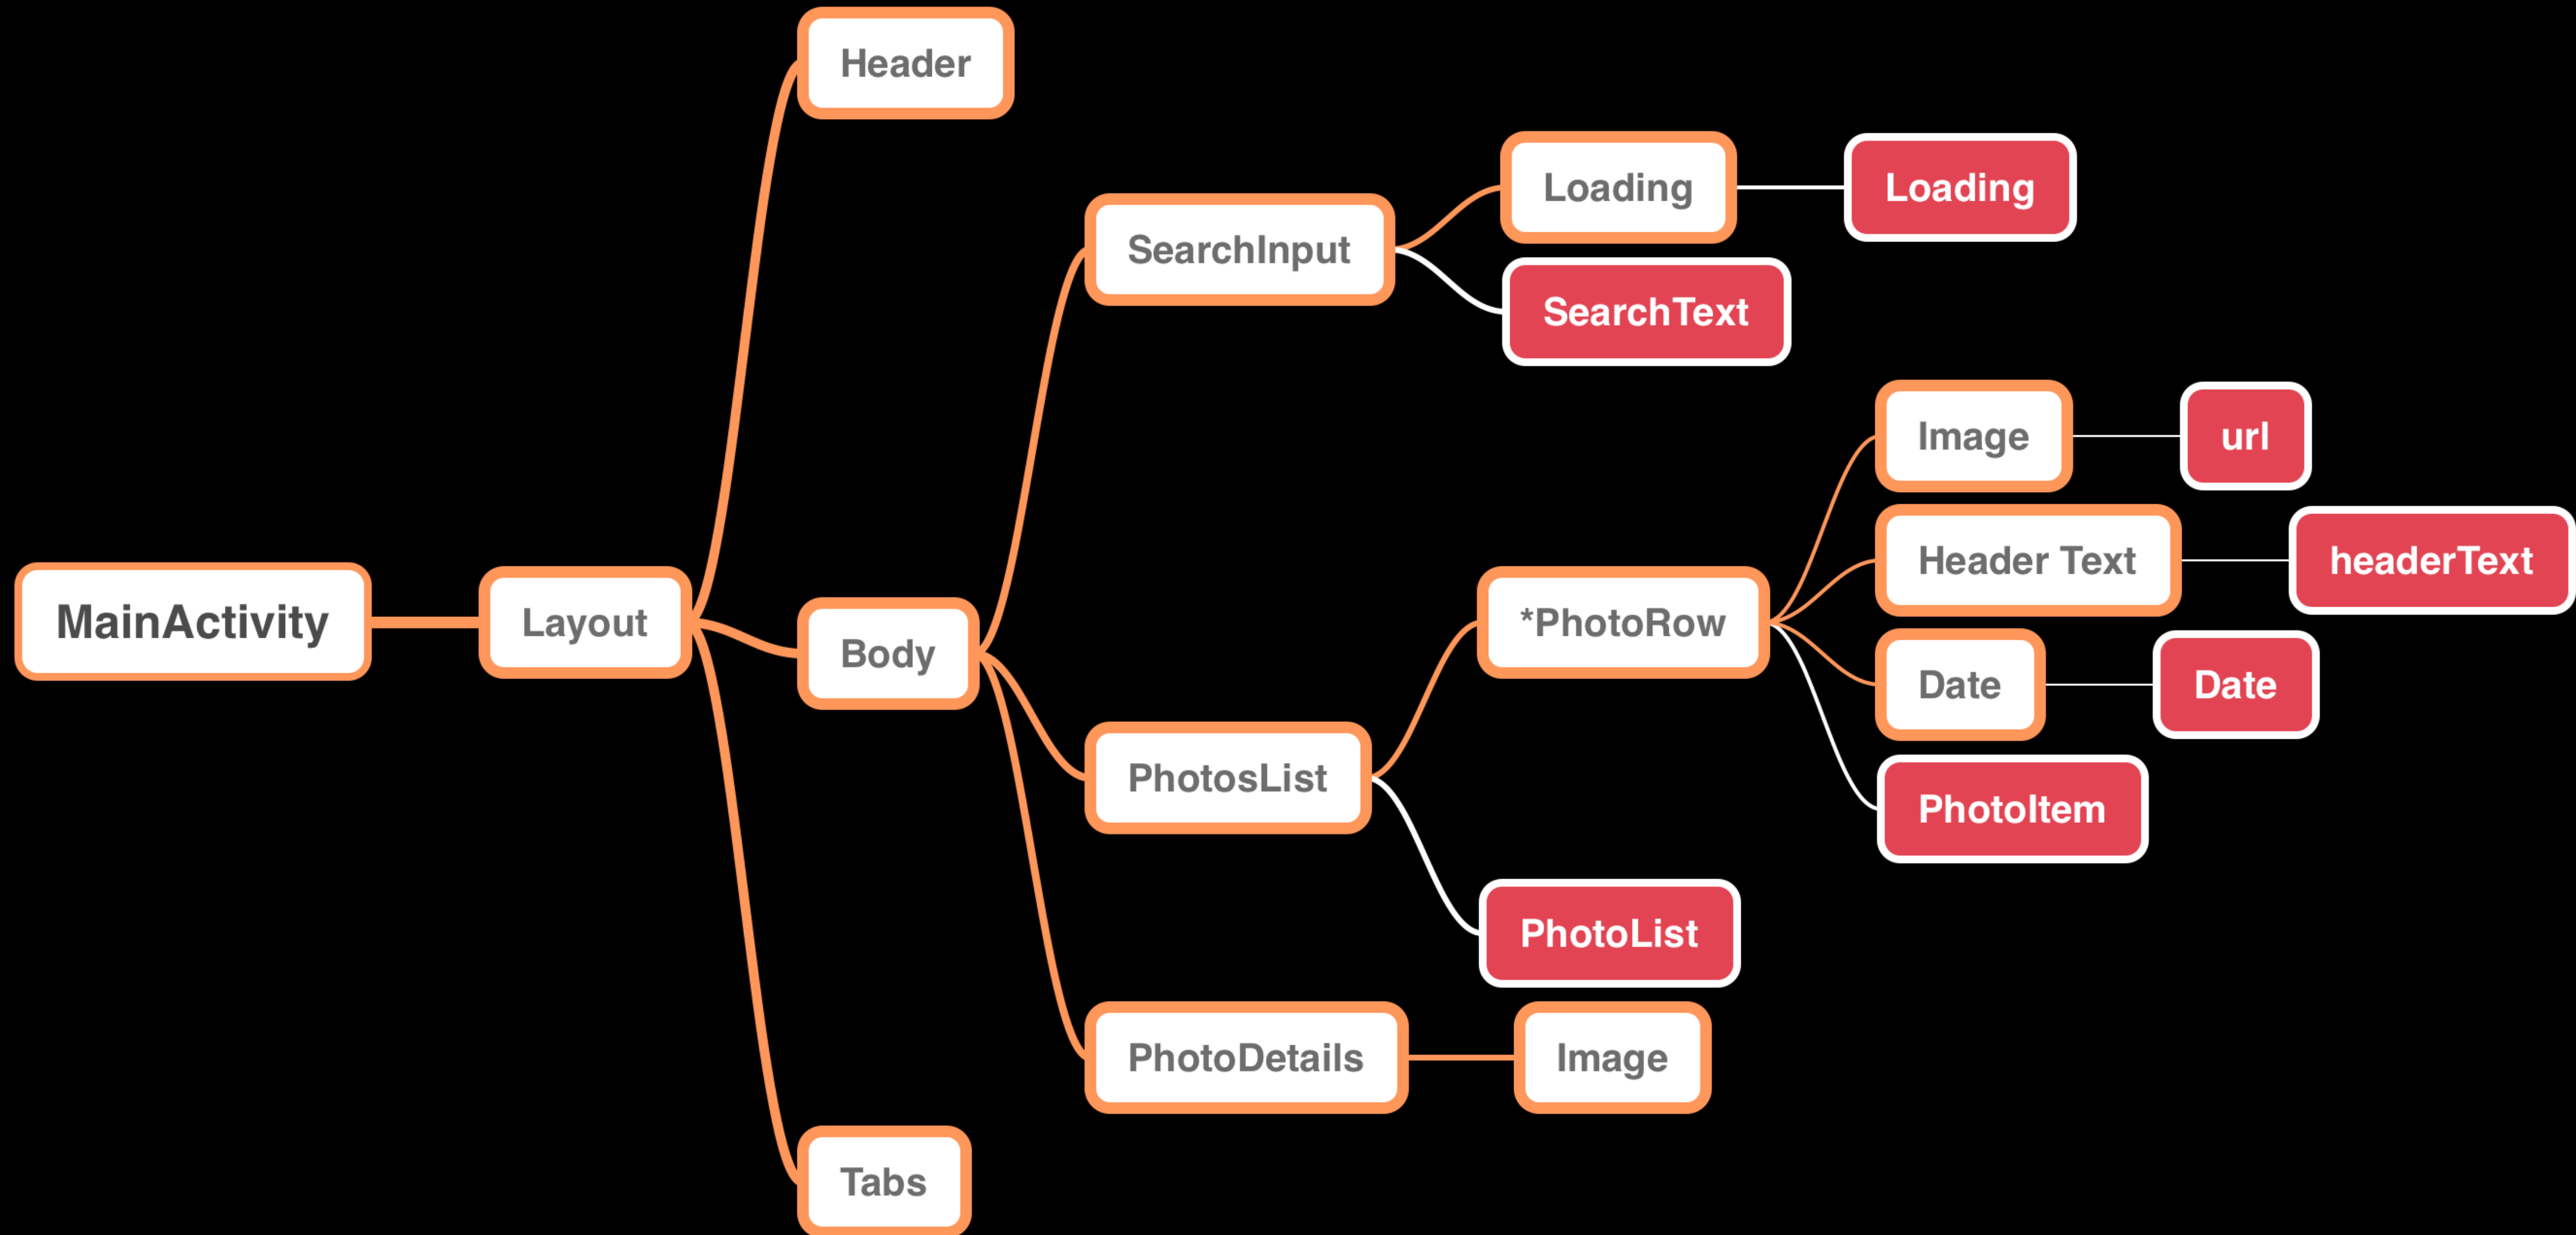 Header
Loading
Loading
SearchInput
SearchText
Image
url
Header Text
headerText
MainActivity
Layout
*PhotoRow
Body
Date
Date
PhotosList
PhotoItem
PhotoList
PhotoDetails
Image
Tabs